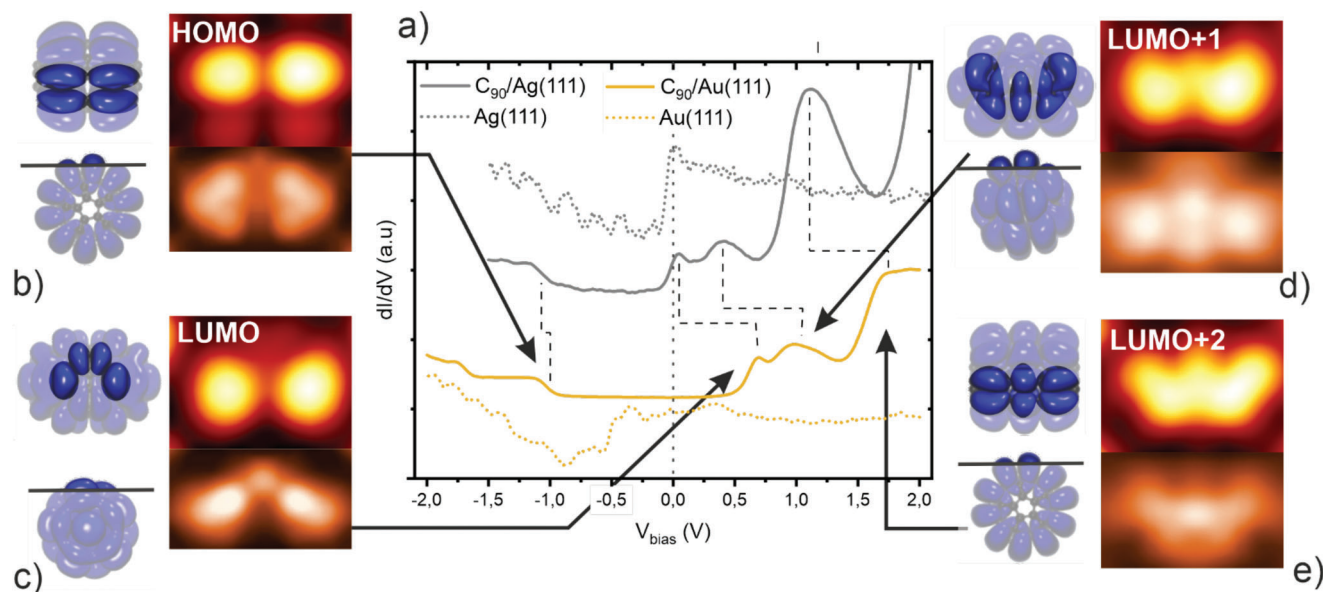 a)
HOMO
b)
LUMO
c)
C90/Ag(111)
C90/Au(111)
Ag(111)
Au(111)
dI/dV (a.u)
-2,0 -1,5 -1,0 -0,5 0,0 0,5 1,0 1,5 2,0
Vbias (V)
LUMO+1
d)
LUMO+2
e)